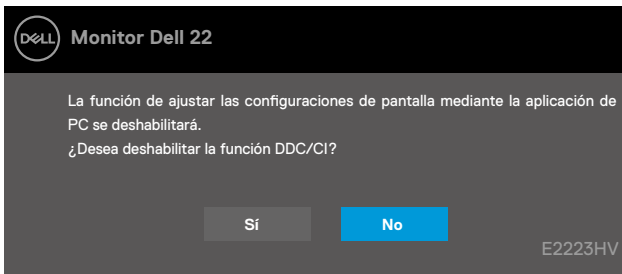 DELL Monitor Dell 22
La función de ajustar las configuraciones de pantalla mediante la aplicación de
PC se deshabilitará.
¿Desea deshabilitar la función DDC/CI?
Sí No
E2223HV